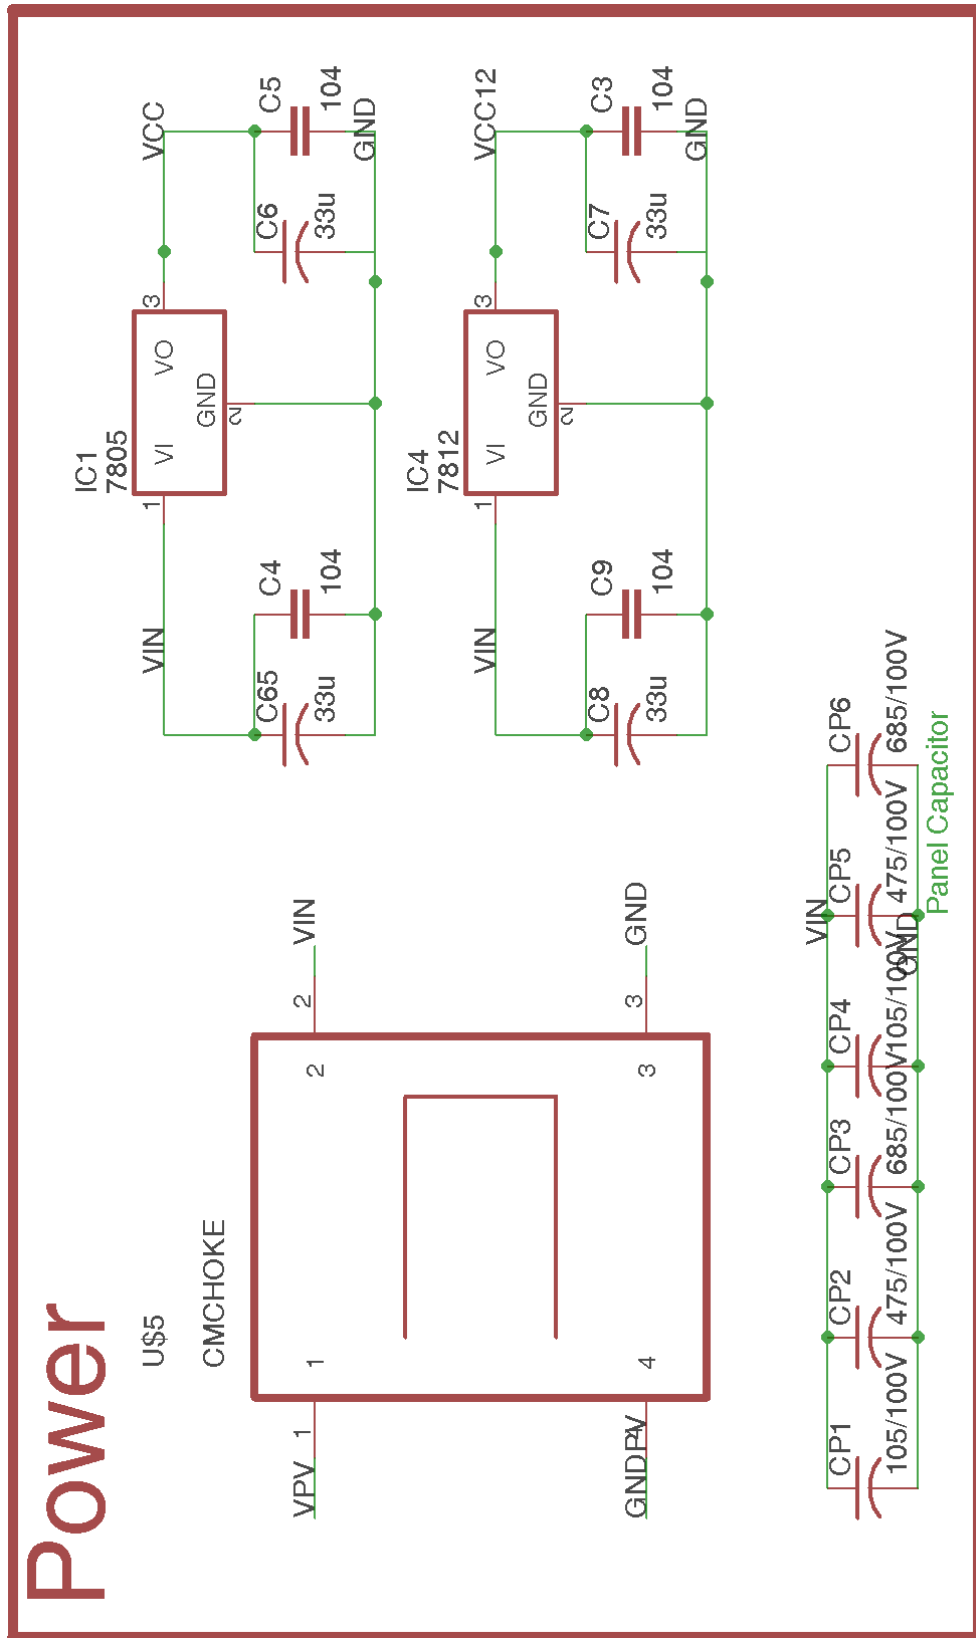 Power
U$5
CMCHOKE
VPV
1
1
2
2
VIN
GNDPV
4
4
3
3
GND
IC1
7805
VIN
1
VI
VO
3
VCC
GND
2
C65
33u
C4
104
C6
33u
C5
104
GND
IC4
7812
VIN
1
VI
VO
3
VCC12
GND
2
C8
33u
C9
104
C7
33u
C3
104
GND
VIN
CP1
105/100V
CP2
475/100V
CP3
685/100V
CP4
105/100V
CP5
475/100V
CP6
685/100V
GND
Panel Capacitor